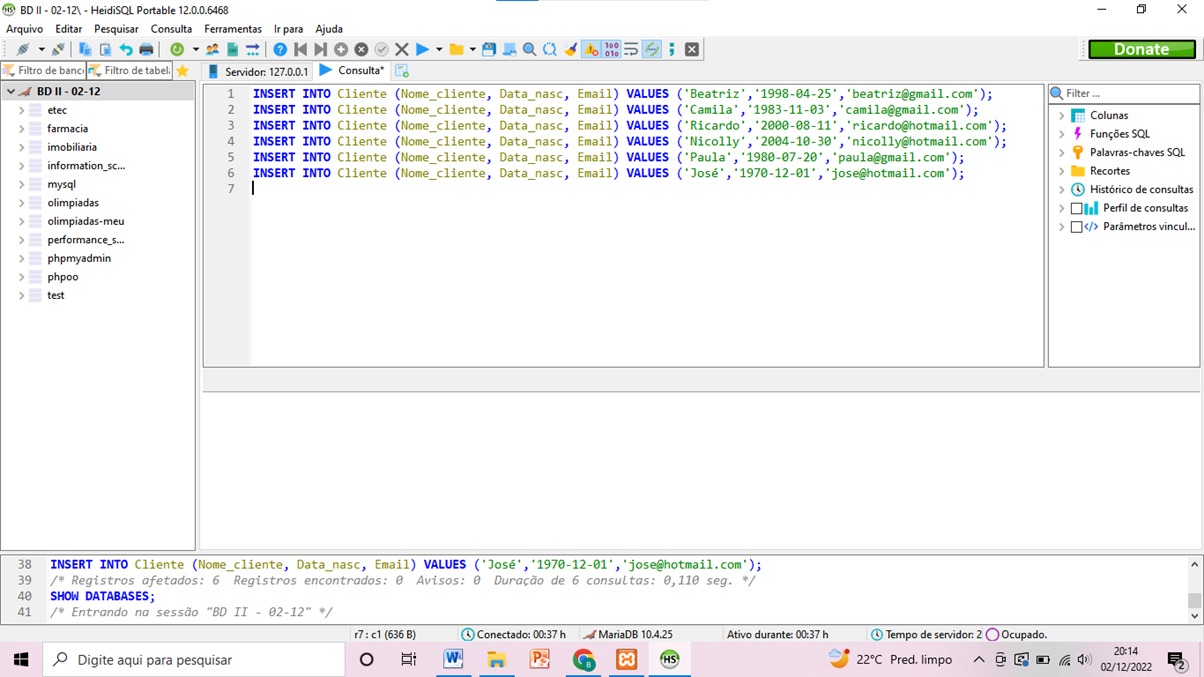 BD II - 02-12\ - HeidiSQL Portable 12.0.0.6468
Arquivo Editar Pesquisar Consulta Ferramentas Ir para Ajuda
Donate
Filtro de banc Filtro de tabel Servidor: 127.0.0.1 Consulta*
BD II - 02-12
etec
farmacia
imobiliaria
information_sc...
mysql
olimpiadas
olimpiadas-meu
performance_s...
phpmyadmin
phpoo
test
1 INSERT INTO Cliente (Nome_cliente, Data_nasc, Email) VALUES ('Beatriz','1998-04-25','beatriz@gmail.com');
2 INSERT INTO Cliente (Nome_cliente, Data_nasc, Email) VALUES ('Camila','1983-11-03','camila@gmail.com');
3 INSERT INTO Cliente (Nome_cliente, Data_nasc, Email) VALUES ('Ricardo','2000-08-11','ricardo@hotmail.com');
4 INSERT INTO Cliente (Nome_cliente, Data_nasc, Email) VALUES ('Nicolly','2004-10-30','nicolly@hotmail.com');
5 INSERT INTO Cliente (Nome_cliente, Data_nasc, Email) VALUES ('Paula','1980-07-20','paula@gmail.com');
6 INSERT INTO Cliente (Nome_cliente, Data_nasc, Email) VALUES ('José','1970-12-01','jose@hotmail.com');
7
Filter ...
Colunas
Funções SQL
Palavras-chaves SQL
Recortes
Histórico de consultas
Perfil de consultas
Parâmetros vincul...
38 INSERT INTO Cliente (Nome_cliente, Data_nasc, Email) VALUES ('José','1970-12-01','jose@hotmail.com');
39 /* Registros afetados: 6 Registros encontrados: 0 Avisos: 0 Duração de 6 consultas: 0,110 seg. */
40 SHOW DATABASES;
41 /* Entrando na sessão "BD II - 02-12" */
r7 : c1 (636 B) Conectado: 00:37 h MariaDB 10.4.25 Ativo durante: 00:37 h Tempo de servidor: 2 Ocupado.
Digite aqui para pesquisar
22°C Pred. limpo
20:14
02/12/2022
2